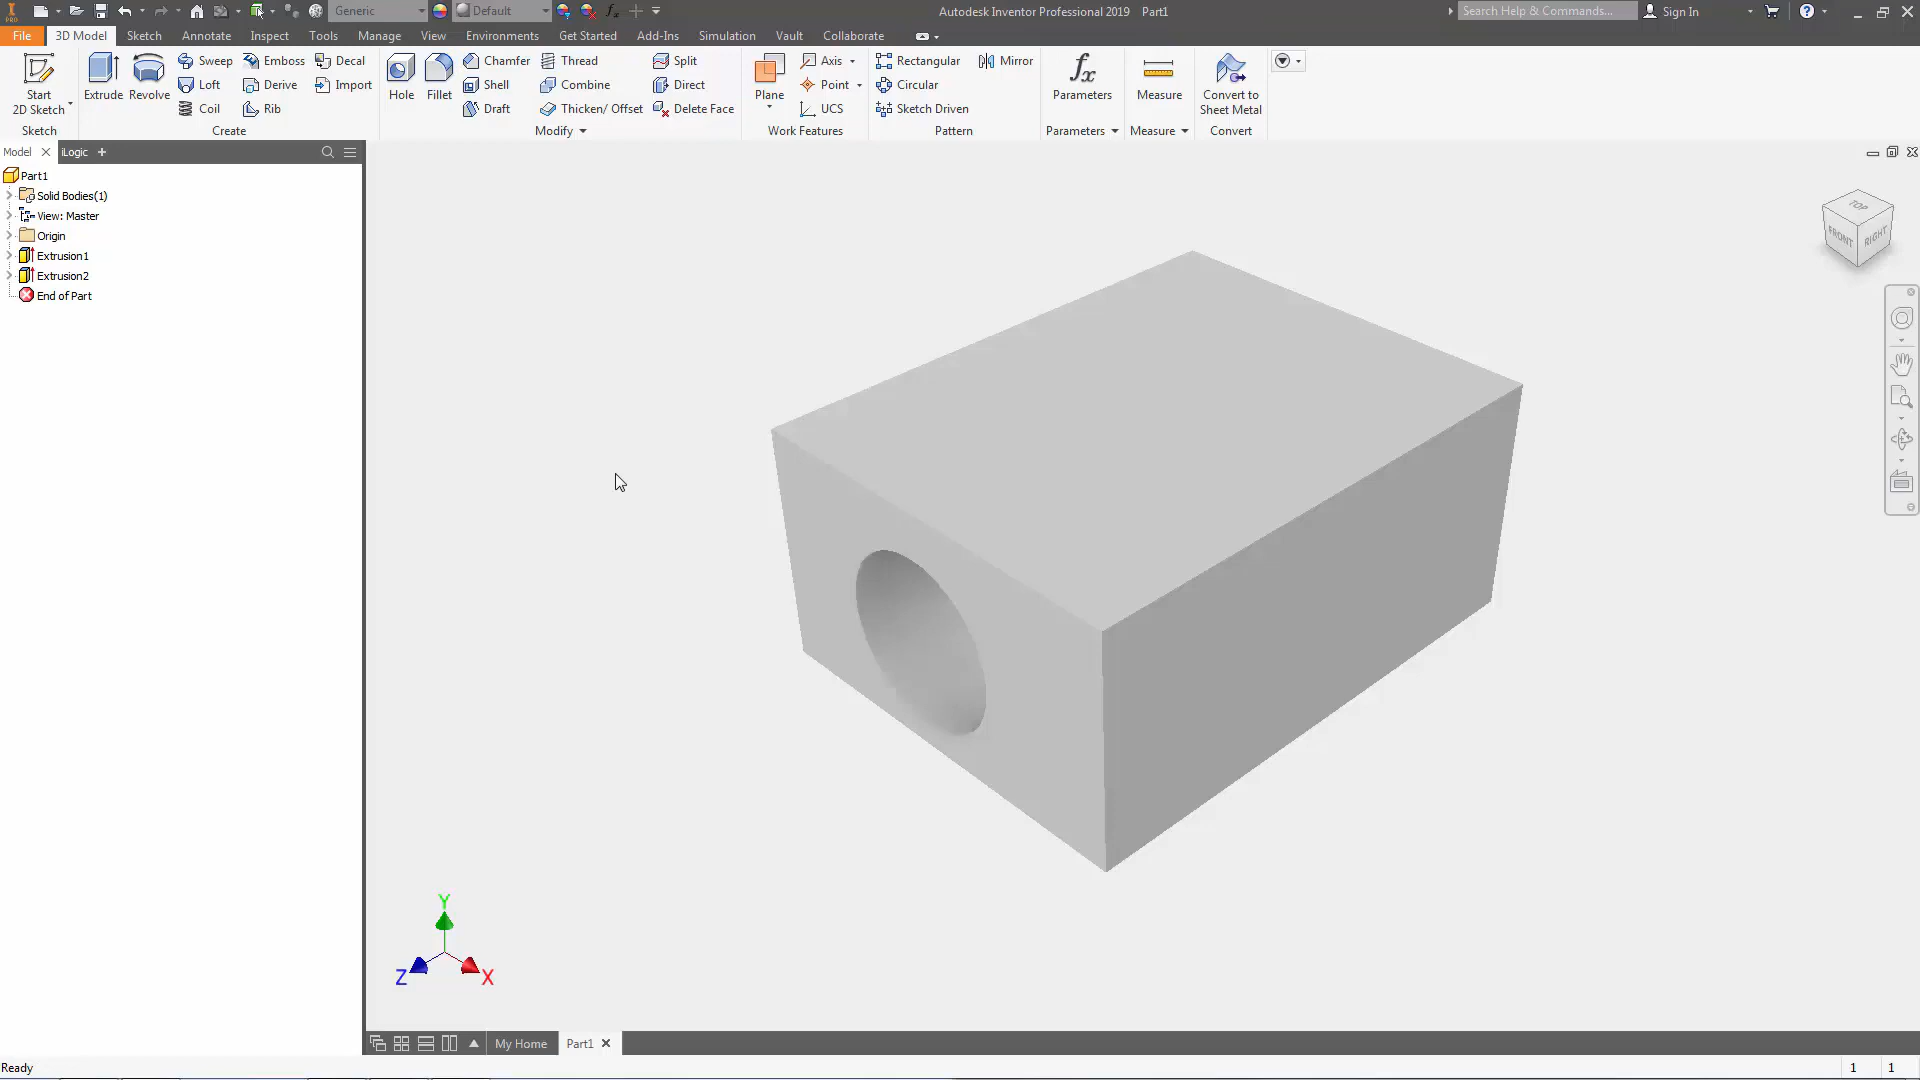 PRO
Generic
Default
fx
Autodesk Inventor Professional 2019 Part1
Search Help & Commands...
Sign In
File
3D Model
Sketch
Annotate
Inspect
Tools
Manage
View
Environments
Get Started
Add-Ins
Simulation
Vault
Collaborate
Start
2D Sketch
Sketch
Extrude
Revolve
Sweep
Loft
Coil
Emboss
Derive
Rib
Decal
Import
Create
Hole
Fillet
Chamfer
Shell
Draft
Thread
Combine
Thicken/ Offset
Split
Direct
Delete Face
Modify
Plane
Axis
Point
UCS
Work Features
Rectangular
Circular
Sketch Driven
Mirror
Pattern
fx
Parameters
Parameters
Measure
Measure
Convert to
Sheet Metal
Convert
Model
iLogic
Part1
Solid Bodies(1)
View: Master
Origin
Extrusion1
Extrusion2
End of Part
TOP
FRONT
RIGHT
Y
Z
X
My Home
Part1
Ready
1
1